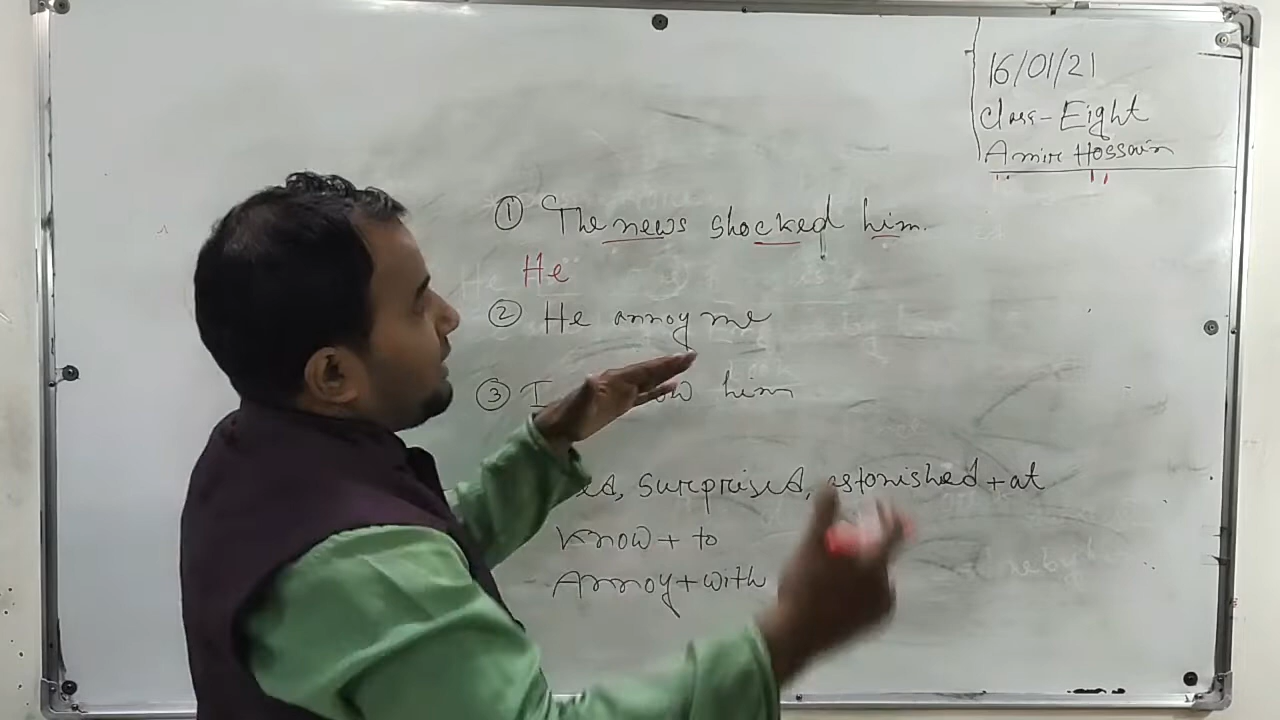 16/01/21
Class-Eight
Amir Hossain
① The news shocked him.
He
② He annoy me
③ I him
surprised, astonished + at
Know + to
Annoy + with